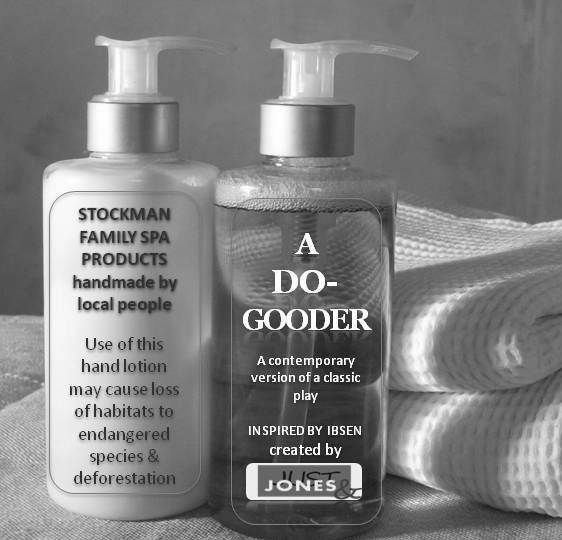 STOCKMAN
FAMILY SPA
PRODUCTS
handmade by
local people
Use of this
hand lotion
may cause loss
of habitats to
endangered
species &
deforestation
A
DO-
GOODER
A contemporary
version of a classic
play
INSPIRED BY IBSEN
created by
JUST
JONES &